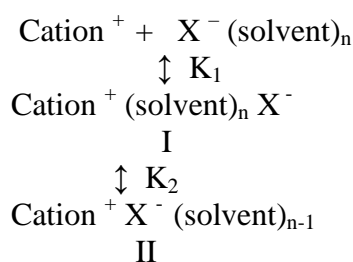 Cation ⁺ + X ⁻ (solvent)ₙ
↕ K₁
Cation ⁺ (solvent)ₙ X ⁻
I
↕ K₂
Cation ⁺ X ⁻ (solvent)ₙ₋₁
II